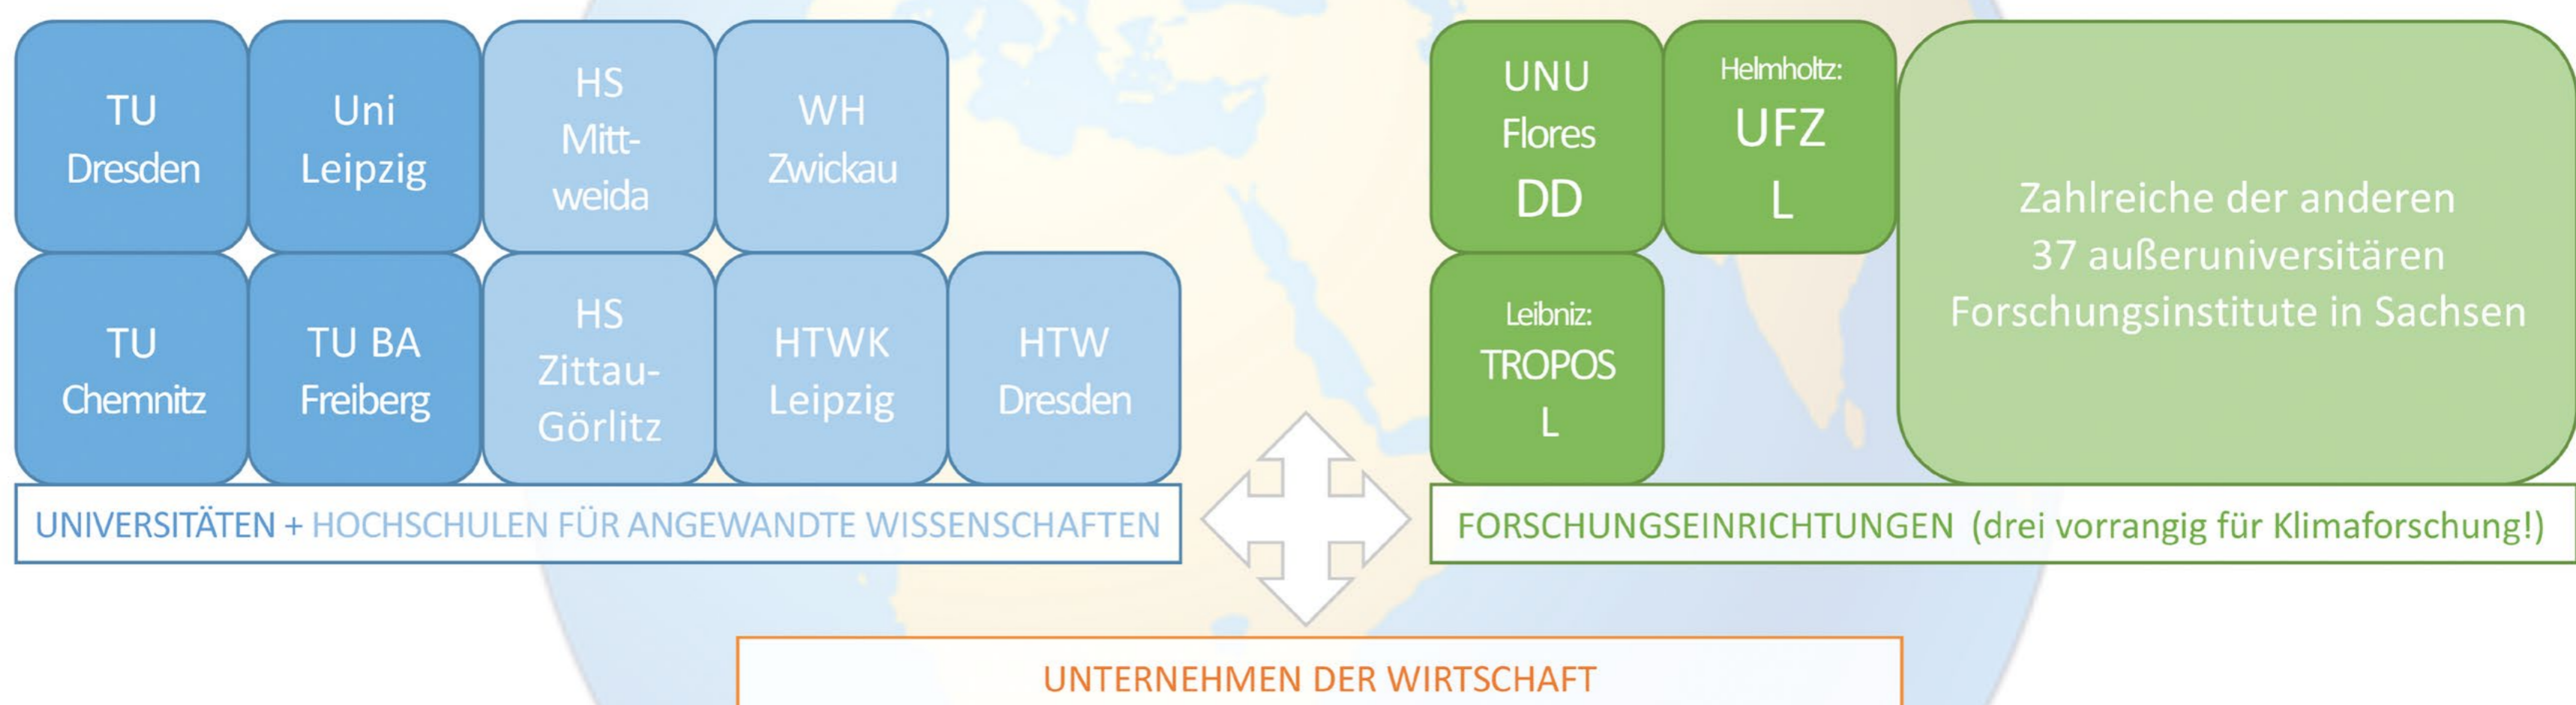 TU
Dresden
Uni
Leipzig
HS
Mitt-
weida
WH
Zwickau
TU
Chemnitz
TU BA
Freiberg
HS
Zittau-
Görlitz
HTWK
Leipzig
HTW
Dresden
UNIVERSITÄTEN + HOCHSCHULEN FÜR ANGEWANDTE WISSENSCHAFTEN
UNU
Flores
DD
Helmholtz:
UFZ
L
Leibniz:
TROPOS
L
Zahlreiche der anderen
37 außeruniversitären
Forschungsinstitute in Sachsen
FORSCHUNGSEINRICHTUNGEN (drei vorrangig für Klimaforschung!)
UNTERNEHMEN DER WIRTSCHAFT